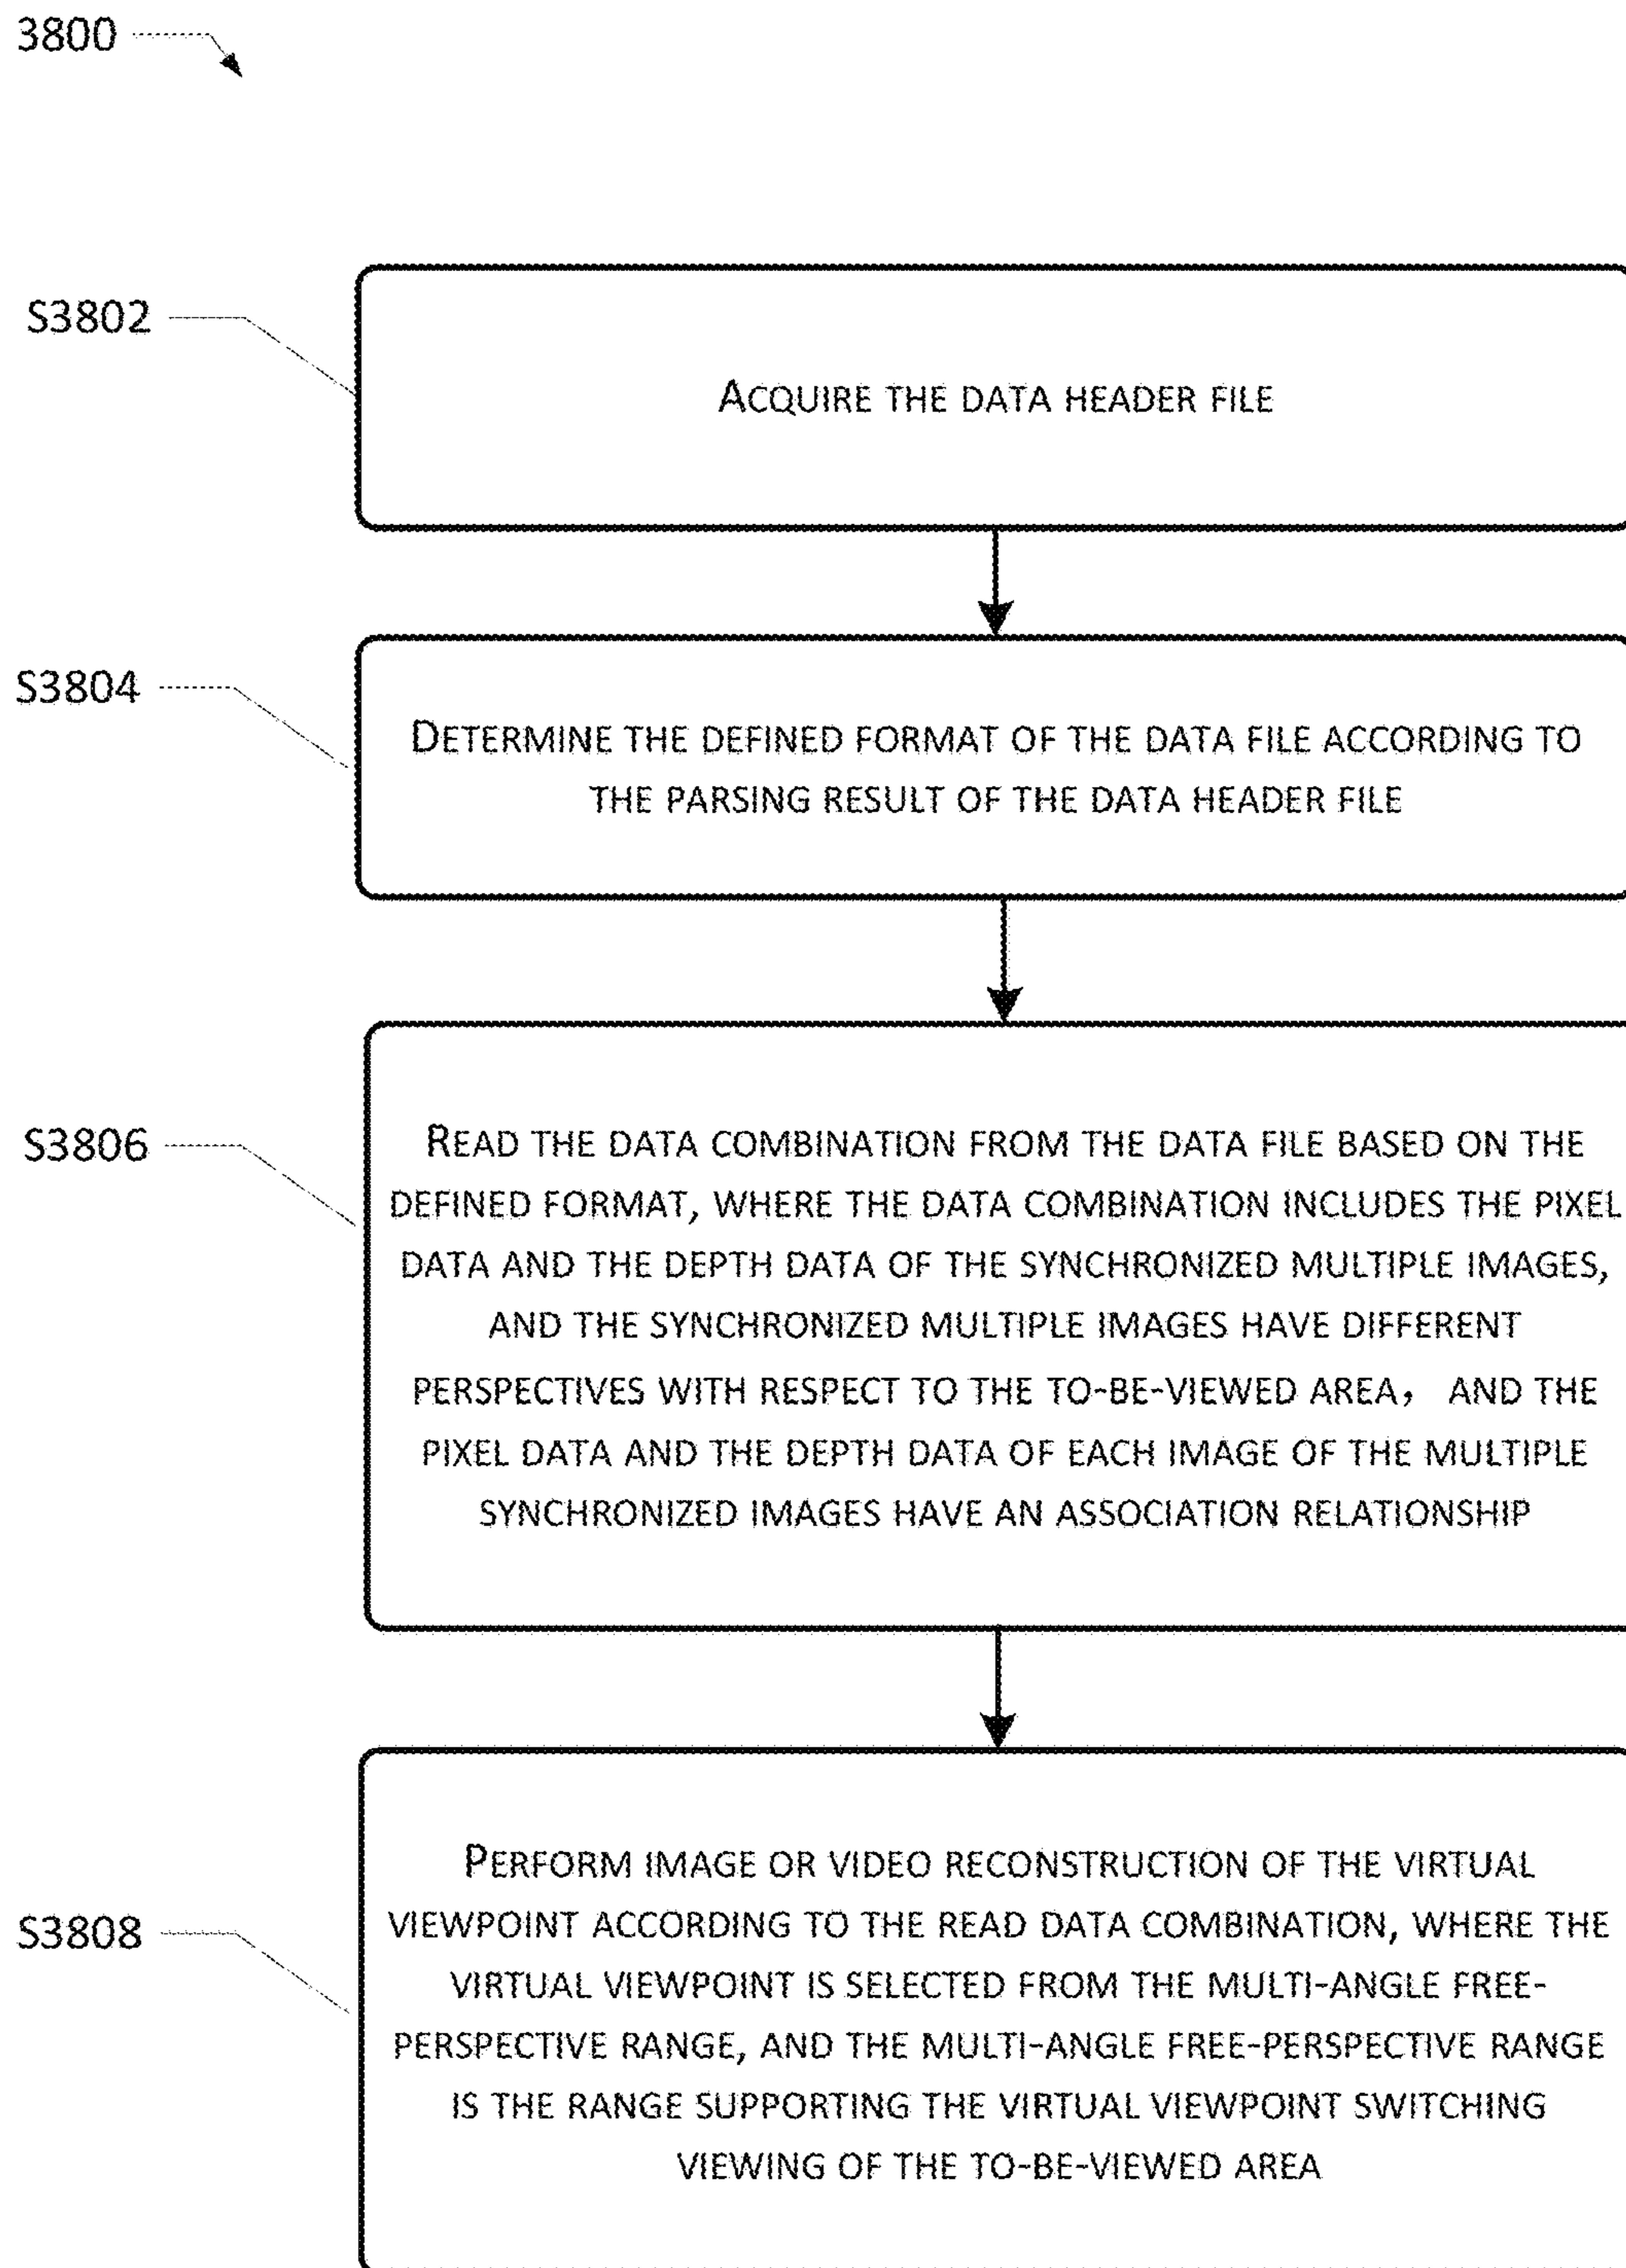 3800
S3802
ACQUIRE THE DATA HEADER FILE
S3804
DETERMINE THE DEFINED FORMAT OF THE DATA FILE ACCORDING TO
THE PARSING RESULT OF THE DATA HEADER FILE
S3806
READ THE DATA COMBINATION FROM THE DATA FILE BASED ON THE
DEFINED FORMAT, WHERE THE DATA COMBINATION INCLUDES THE PIXEL
DATA AND THE DEPTH DATA OF THE SYNCHRONIZED MULTIPLE IMAGES,
AND THE SYNCHRONIZED MULTIPLE IMAGES HAVE DIFFERENT
PERSPECTIVES WITH RESPECT TO THE TO-BE-VIEWED AREA, AND THE
PIXEL DATA AND THE DEPTH DATA OF EACH IMAGE OF THE MULTIPLE
SYNCHRONIZED IMAGES HAVE AN ASSOCIATION RELATIONSHIP
S3808
PERFORM IMAGE OR VIDEO RECONSTRUCTION OF THE VIRTUAL
VIEWPOINT ACCORDING TO THE READ DATA COMBINATION, WHERE THE
VIRTUAL VIEWPOINT IS SELECTED FROM THE MULTI-ANGLE FREE-
PERSPECTIVE RANGE, AND THE MULTI-ANGLE FREE-PERSPECTIVE RANGE
IS THE RANGE SUPPORTING THE VIRTUAL VIEWPOINT SWITCHING
VIEWING OF THE TO-BE-VIEWED AREA